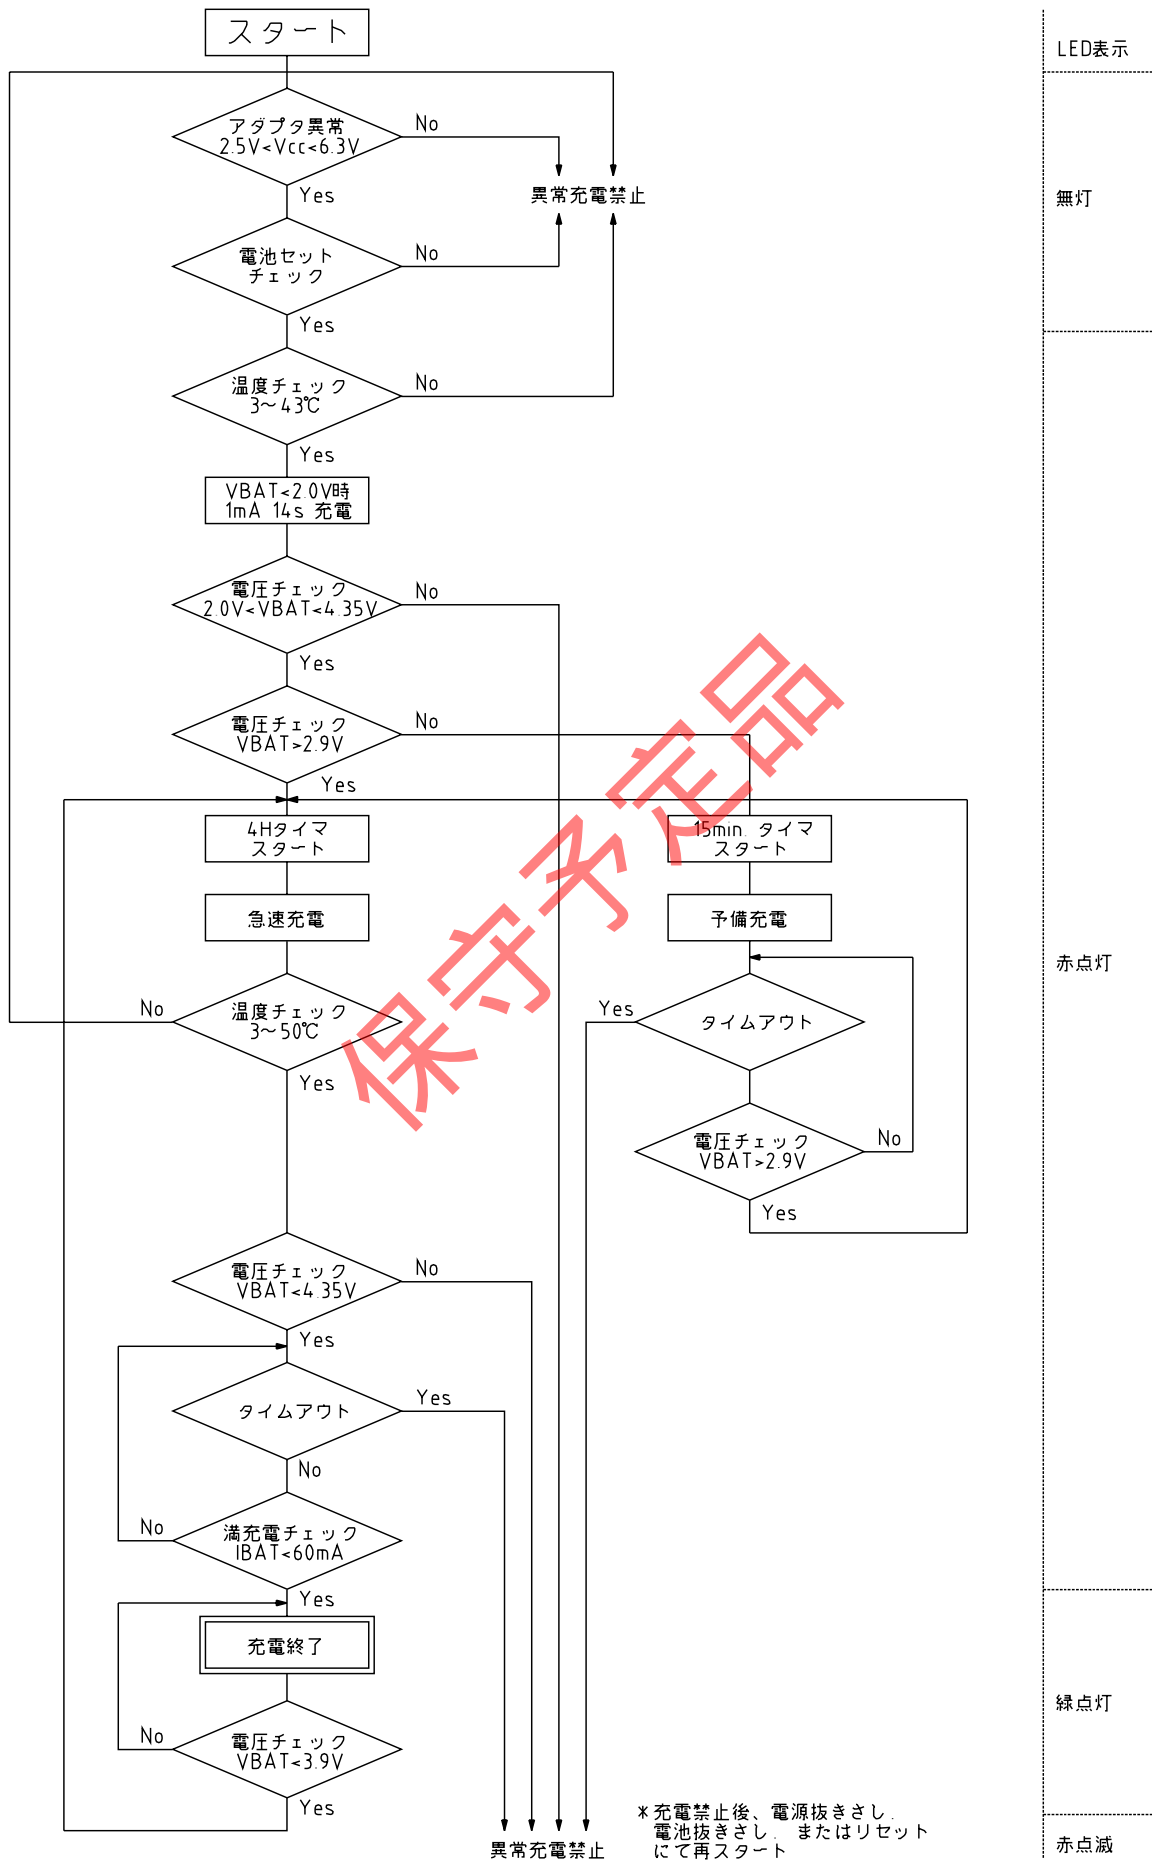 スタート
LED表示
アダプタ異常
2.5V<Vcc<6.3V
No
異常充電禁止
無灯
Yes
電池セット
チェック
No
Yes
温度チェック
3~43℃
No
Yes
VBAT<2.0V時
1mA 14s 充電
電圧チェック
2.0V<VBAT<4.35V
No
Yes
電圧チェック
VBAT>2.9V
No
Yes
4Hタイマ
スタート
15min. タイマ
スタート
急速充電
予備充電
赤点灯
温度チェック
3~50℃
No
Yes
タイムアウト
Yes
電圧チェック
VBAT>2.9V
No
Yes
電圧チェック
VBAT<4.35V
No
Yes
タイムアウト
Yes
No
満充電チェック
IBAT<60mA
No
Yes
充電終了
緑点灯
電圧チェック
VBAT<3.9V
No
Yes
異常充電禁止
*充電禁止後、電源抜きさし.
電池抜きさし. またはリセット
にて再スタート
赤点滅
保守予定品